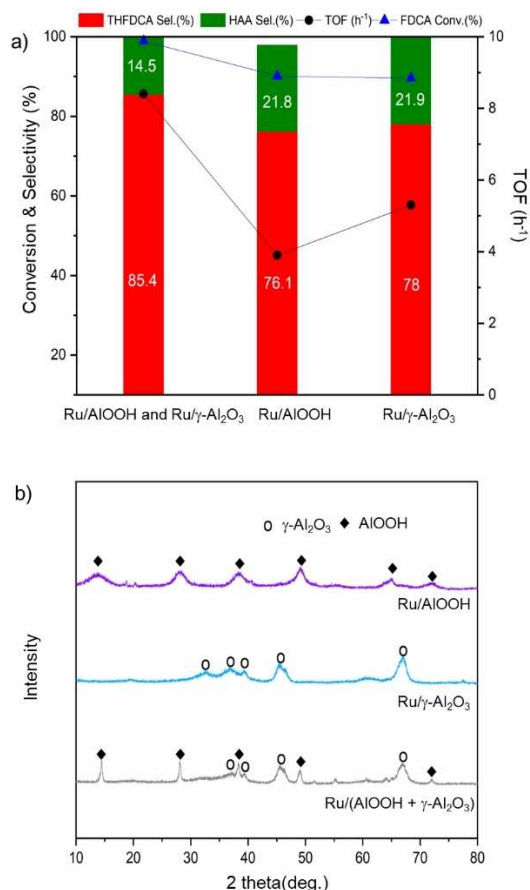 a)
THFDCA Sel.(%) HAA Sel.(%) TOF (h⁻¹) FDCA Conv.(%)
100
90
80
60
40
20
Conversion & Selectivity (%)
14.5
85.4
21.8
76.1
21.9
78
10
8
6
4
2
0
TOF (h⁻¹)
Ru/AlOOH and Ru/γ-Al₂O₃ Ru/AlOOH Ru/γ-Al₂O₃
b)
γ-Al₂O₃ AlOOH
Ru/AlOOH
Ru/γ-Al₂O₃
Ru/(AlOOH + γ-Al₂O₃)
Intensity
10 20 30 40 50 60 70 80
2 theta(deg.)